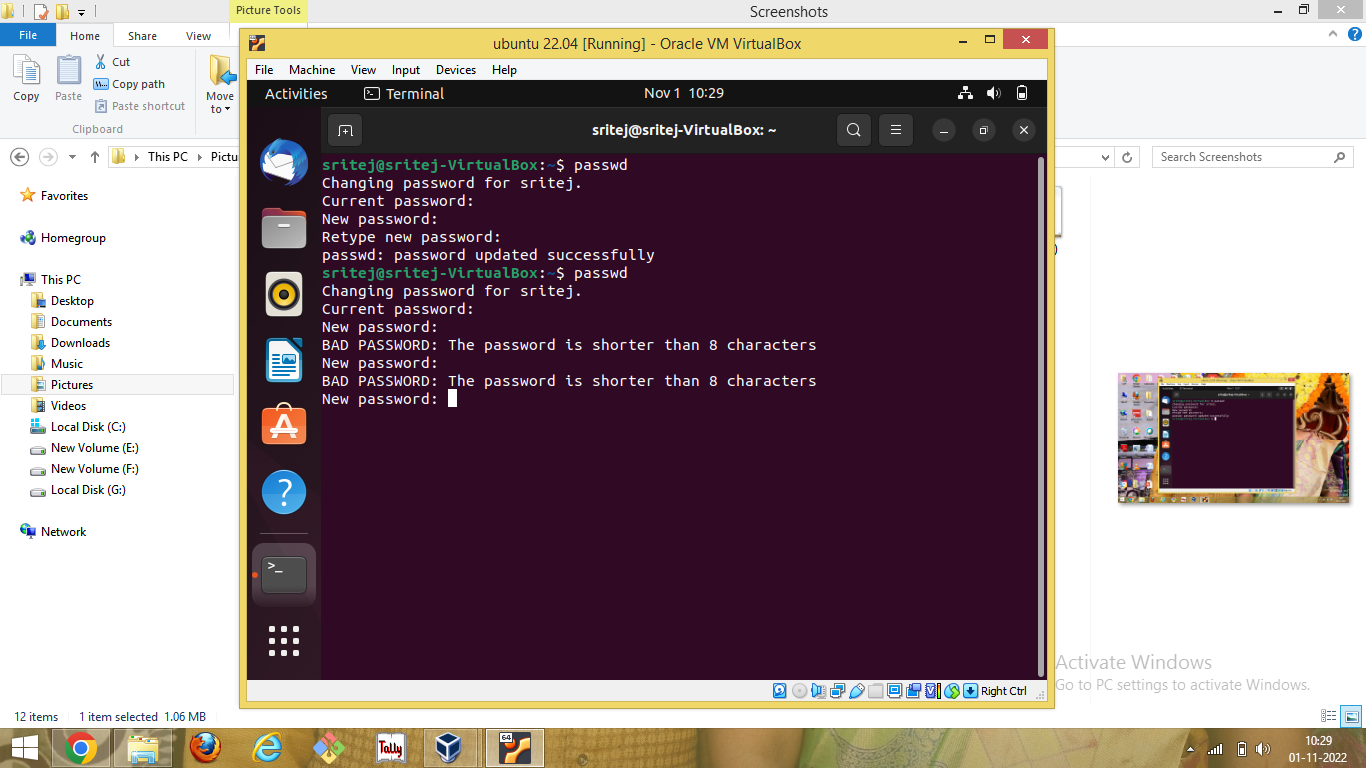 Picture Tools
Screenshots
File
Home
Share
View
Copy
Paste
Cut
Copy path
Paste shortcut
Move
to
Clipboard
This PC
Search Screenshots
Favorites
Homegroup
This PC
Desktop
Documents
Downloads
Music
Pictures
Videos
Local Disk (C:)
New Volume (E:)
New Volume (F:)
Local Disk (G:)
Network
12 items 1 item selected 1.06 MB
ubuntu 22.04 [Running] - Oracle VM VirtualBox
File Machine View Input Devices Help
Activities Terminal Nov 1 10:29
sritej@sritej-VirtualBox: ~
sritej@sritej-VirtualBox:~$ passwd
Changing password for sritej.
Current password:
New password:
Retype new password:
passwd: password updated successfully
sritej@sritej-VirtualBox:~$ passwd
Changing password for sritej.
Current password:
New password:
BAD PASSWORD: The password is shorter than 8 characters
New password:
BAD PASSWORD: The password is shorter than 8 characters
New password:
Right Ctrl
Activate Windows
Go to PC settings to activate Windows.
Tally
64
10:29
01-11-2022